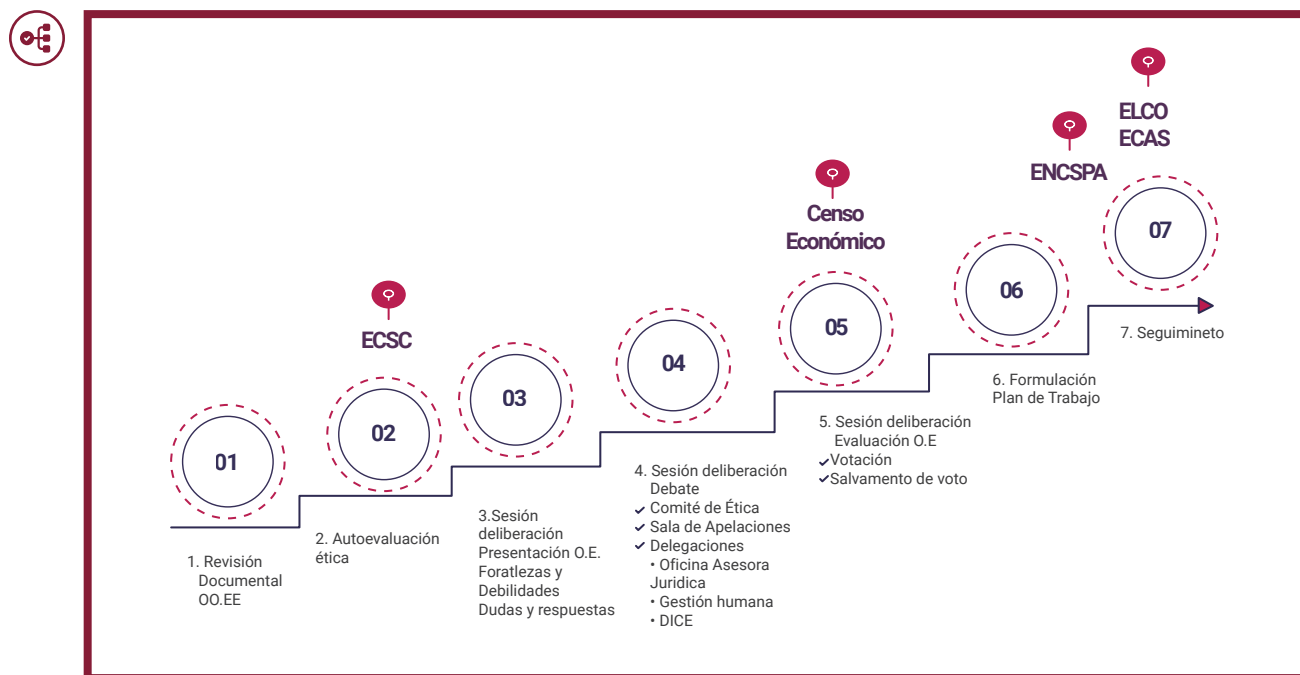 ELCO
ECAS
ENCSPA
Censo
Económico
ECSC
01
02
03
04
05
06
07
1. Revisión
Documental
OO.EE
2. Autoevaluación
ética
3.Sesión
deliberación
Presentación O.E.
Foratlezas y
Debilidades
Dudas y respuestas
4. Sesión deliberación
Debate
Comité de Ética
Sala de Apelaciones
Delegaciones
• Oficina Asesora
Juridica
• Gestión humana
• DICE
5. Sesión deliberación
Evaluación O.E
Votación
Salvamento de voto
6. Formulación
Plan de Trabajo
7. Seguimineto